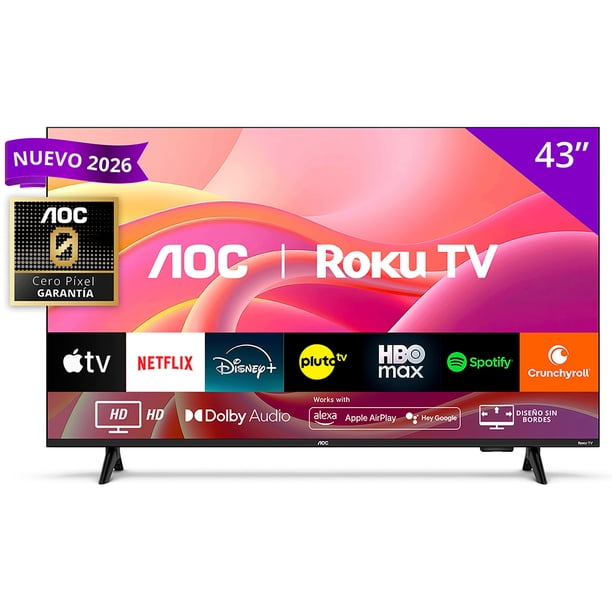 NUEVO 2026
43”
AOC
0
Cero Píxel
GARANTÍA
AOC | Roku TV
tv
NETFLIX
Disney+
pluto tv
HBO
max
Spotify
Crunchyroll
HD HD
Dolby Audio
Works with
alexa
Apple AirPlay
Hey Google
DISEÑO SIN
BORDES
AOC
Roku TV